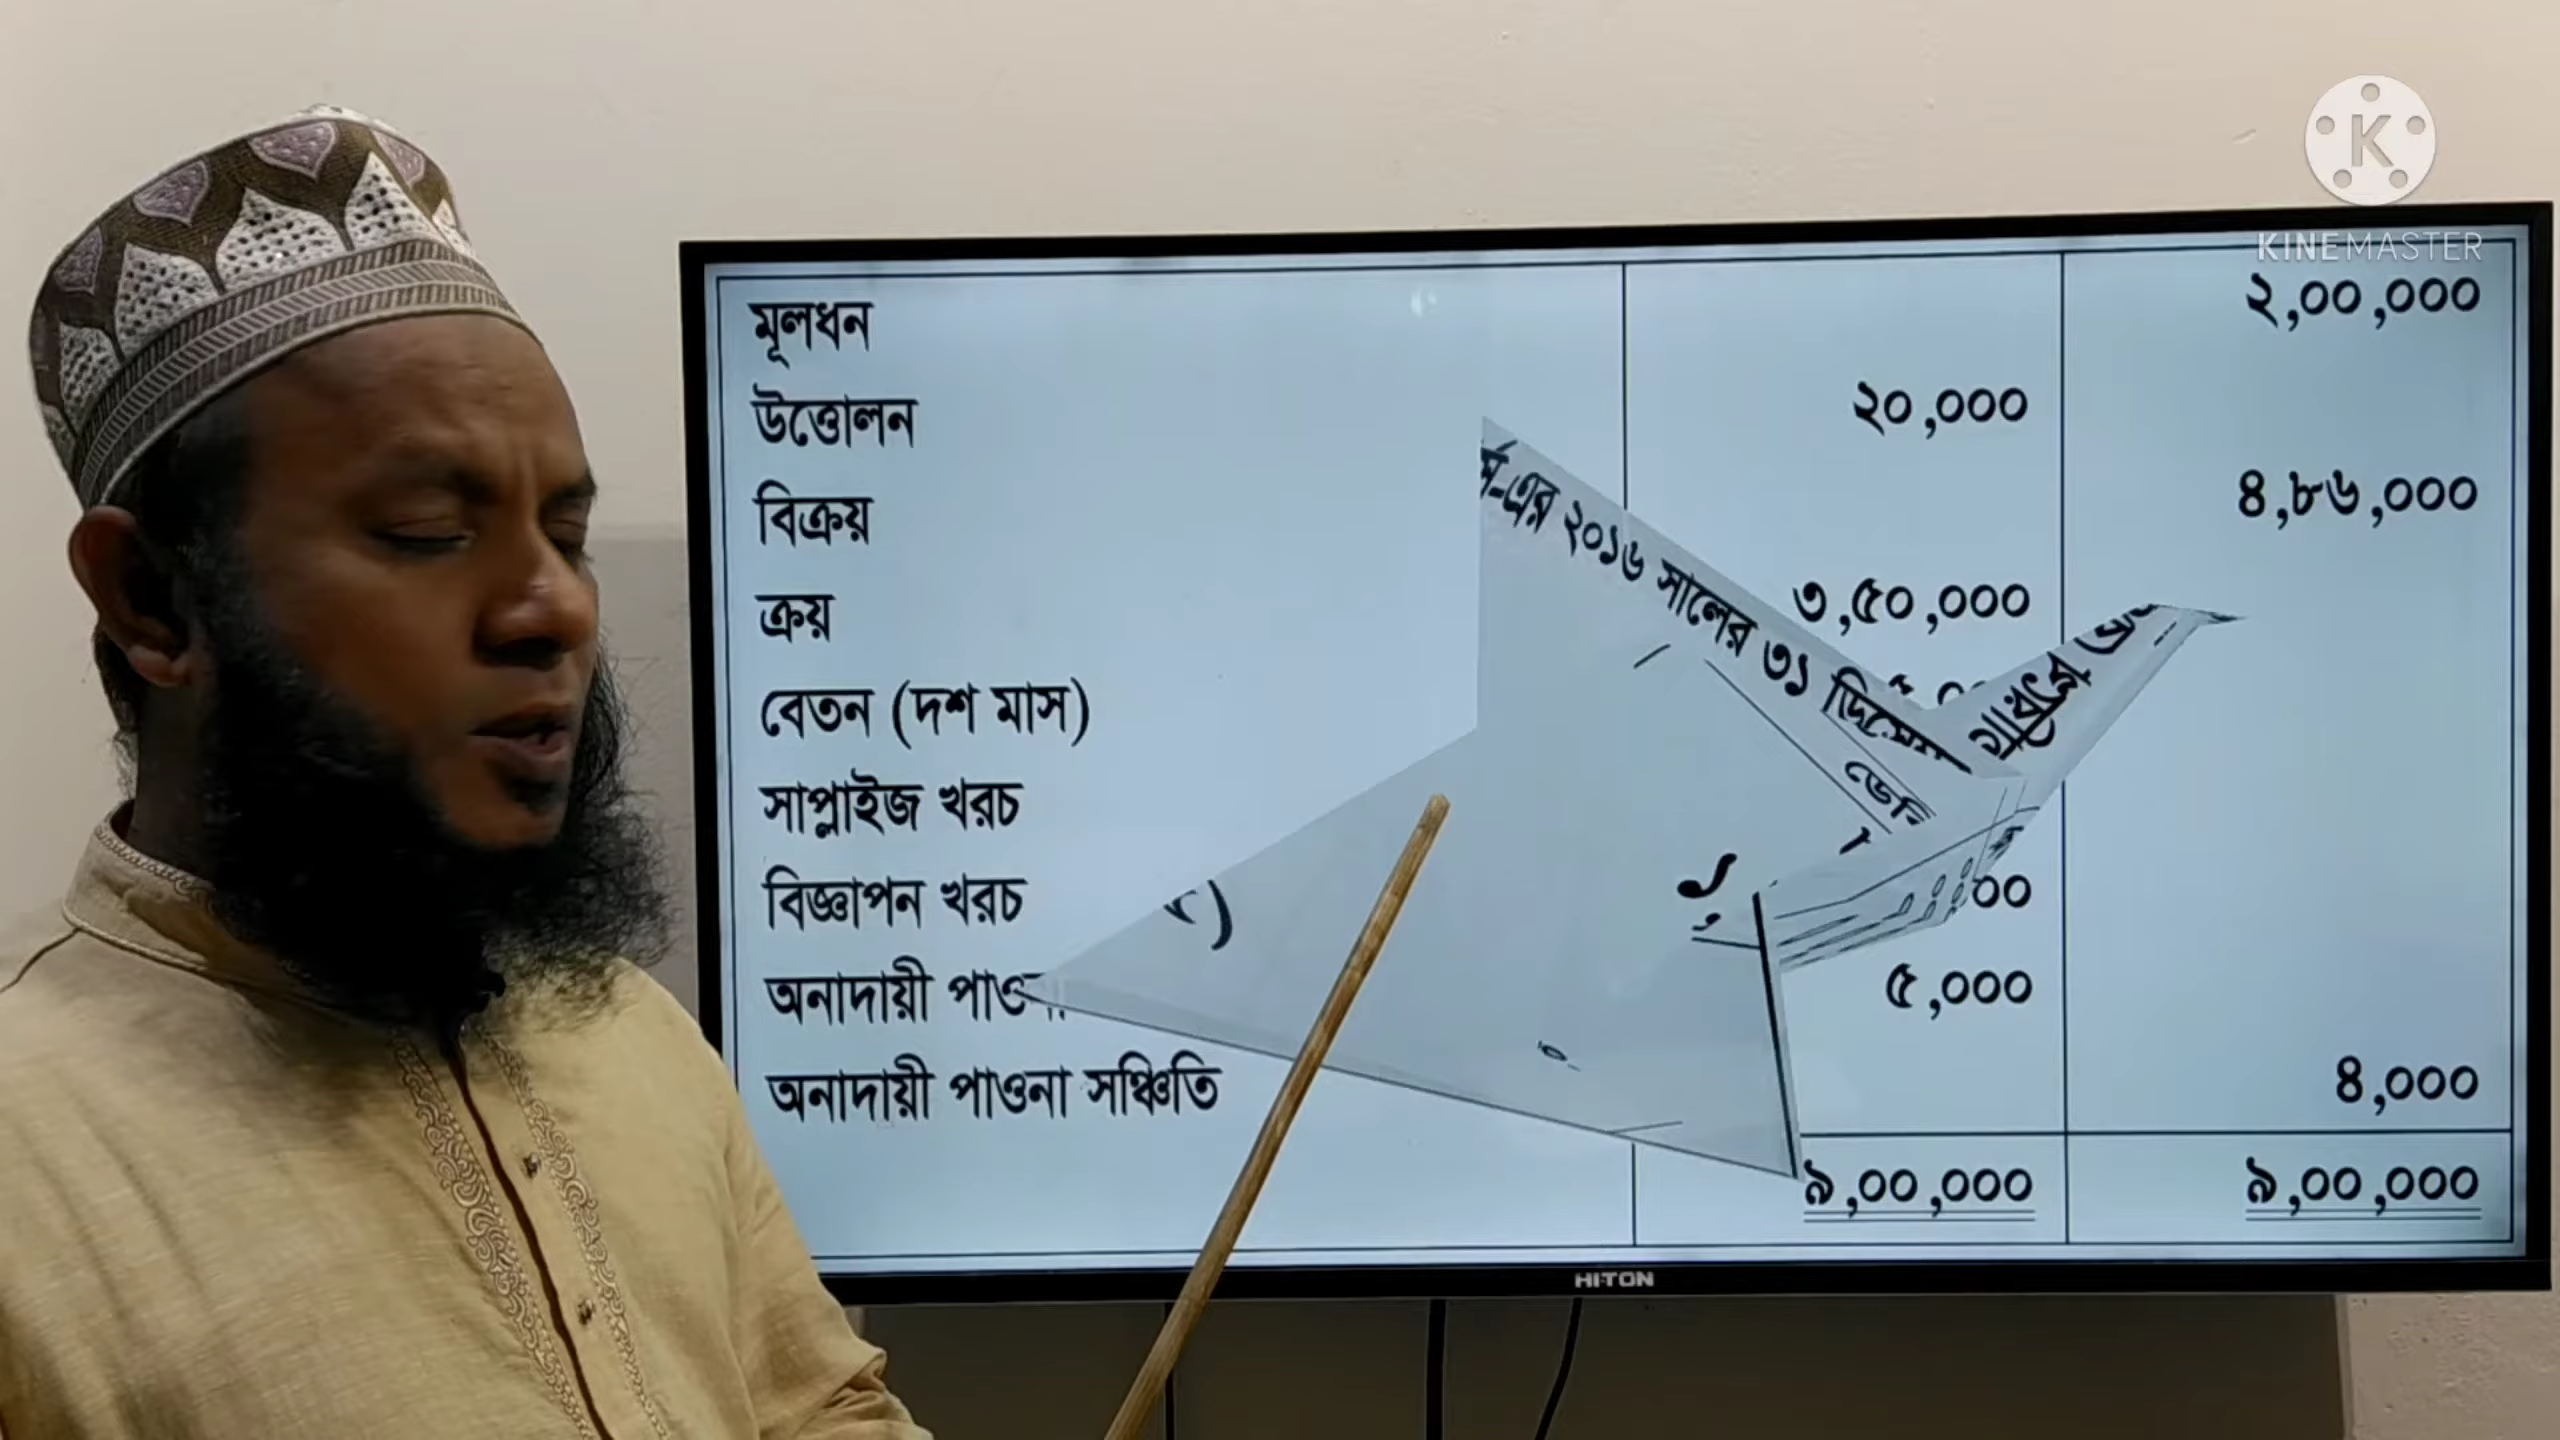 KINEMASTER
মূলধন ২,০০,০০০
উত্তোলন ২০,০০০
বিক্রয় ৪,৮৬,০০০
ক্রয় ৩,৫০,০০০
বেতন (দশ মাস)
সাপ্লাইজ খরচ
বিজ্ঞাপন খরচ
অনাদায়ী ৫,০০০
অনাদায়ী পাওনা সঞ্চিতি ৪,০০০
৯,০০,০০০ ৯,০০,০০০
-এর ২০১৬ সালের ৩১
HITON